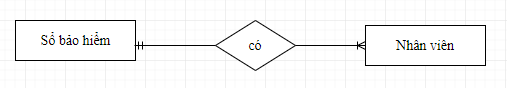 Sổ bảo hiểm
có
Nhân viên